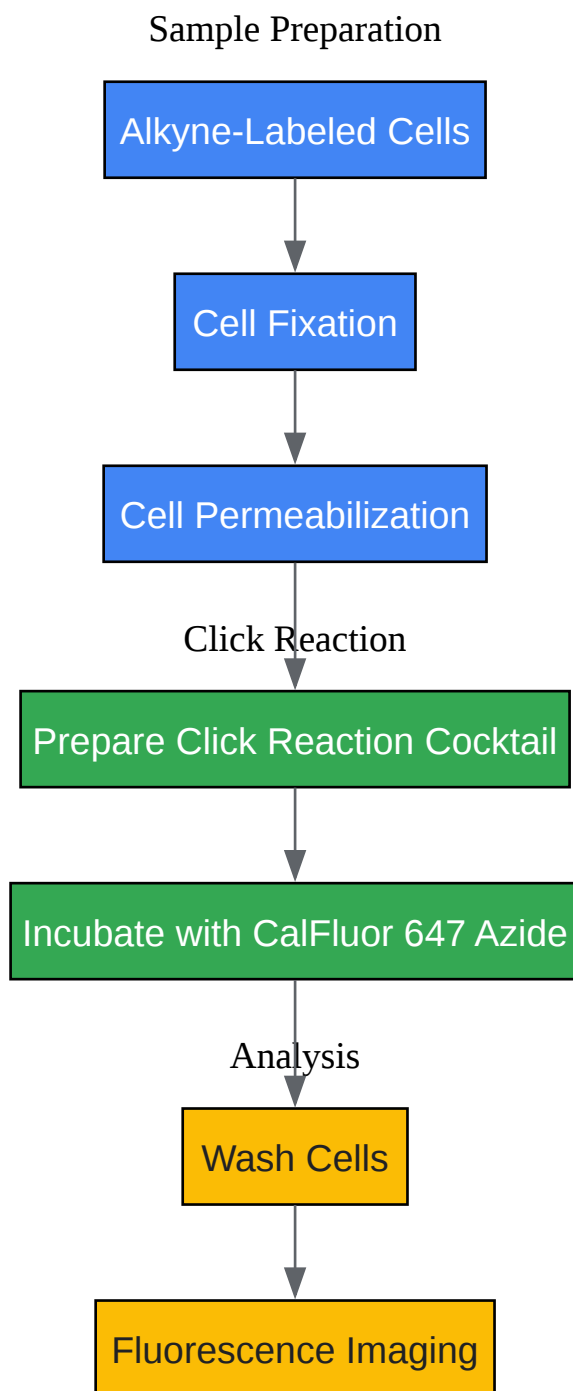 Sample Preparation
Alkyne-Labeled Cells
Cell Fixation
Cell Permeabilization
Click Reaction
Prepare Click Reaction Cocktail
Incubate with CalFluor 647 Azide
Analysis
Wash Cells
Fluorescence Imaging